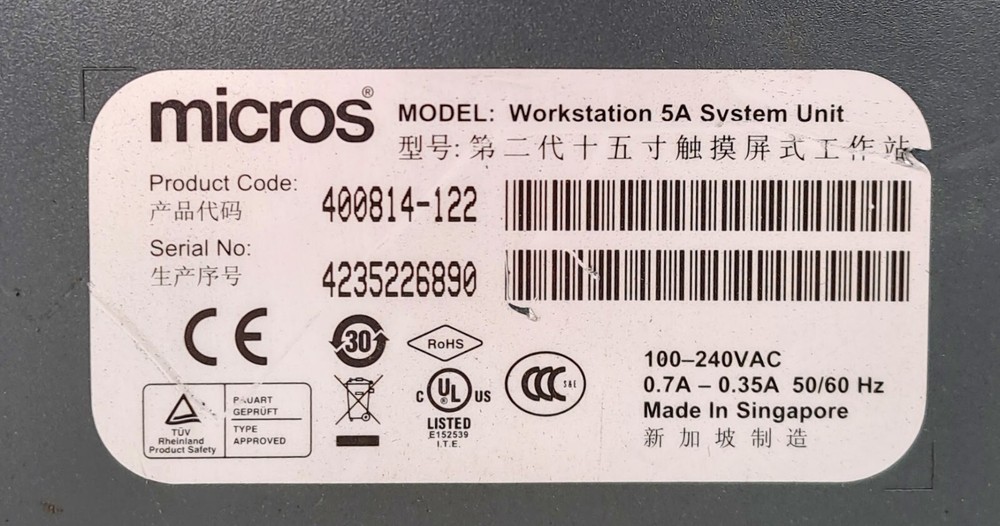 micros®
MODEL: Workstation 5A System Unit
型号: 第二代十五寸触摸屏式工作站
Product Code:
产品代码
400814-122
Serial No:
生产序号
4235226890
CE
30
RoHS
C UL® US
LISTED
E152539
I.T.E.
CCC S&E
TÜV
Rheinland
Product Safety
BAUART
GEPRÜFT
TYPE
APPROVED
100–240VAC
0.7A – 0.35A 50/60 Hz
Made In Singapore
新加坡制造